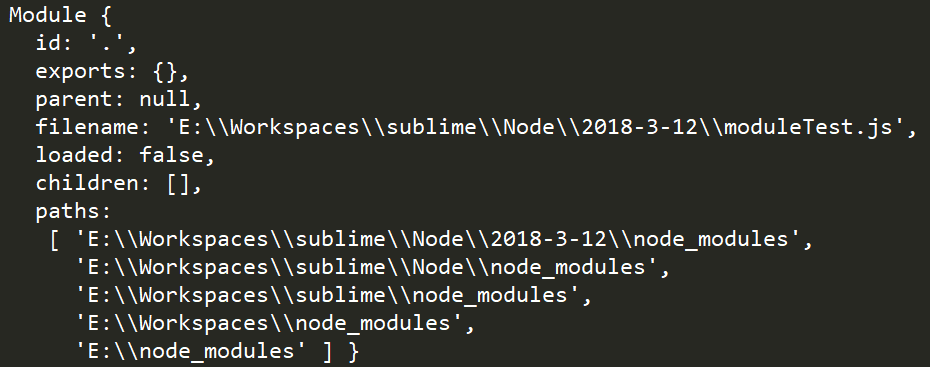 Module {
  id: '.',
  exports: {},
  parent: null,
  filename: 'E:\\Workspaces\\sublime\\Node\\2018-3-12\\moduleTest.js',
  loaded: false,
  children: [],
  paths:
   [ 'E:\\Workspaces\\sublime\\Node\\2018-3-12\\node_modules',
     'E:\\Workspaces\\sublime\\Node\\node_modules',
     'E:\\Workspaces\\sublime\\node_modules',
     'E:\\Workspaces\\node_modules',
     'E:\\node_modules' ] }